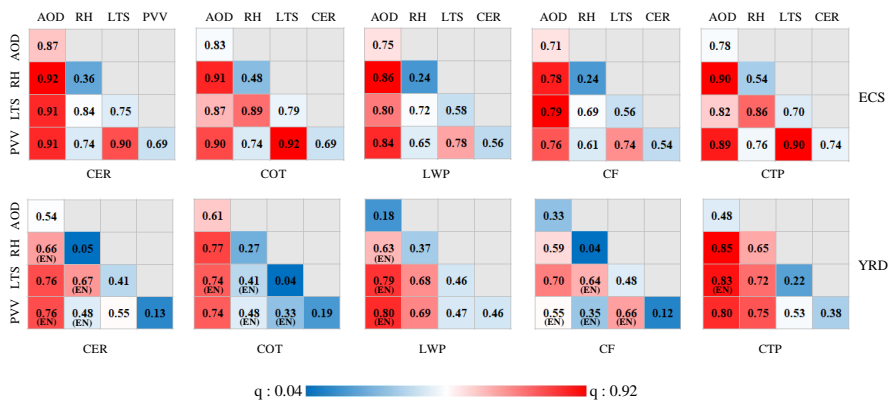 AOD RH LTS PVV AOD RH LTS CER AOD RH LTS CER AOD RH LTS CER AOD RH LTS CER
AOD 0.87 0.83 0.75 0.71 0.78
RH 0.92 0.36 0.91 0.48 0.86 0.24 0.78 0.24 0.90 0.54
LTS 0.91 0.84 0.75 0.87 0.89 0.79 0.80 0.72 0.58 0.79 0.69 0.56 0.82 0.86 0.70 ECS
PVV 0.91 0.74 0.90 0.69 0.90 0.74 0.92 0.69 0.84 0.65 0.78 0.56 0.76 0.61 0.74 0.54 0.89 0.76 0.90 0.74
CER COT LWP CF CTP
AOD 0.54 0.61 0.18 0.33 0.48
RH 0.66 0.05 0.77 0.27 0.63 0.37 0.59 0.04 0.85 0.65
(EN) (EN)
YRD
LTS 0.76 0.67 0.41 0.74 0.41 0.04 0.79 0.68 0.46 0.70 0.64 0.48 0.83 0.72 0.22
(EN) (EN) (EN) (EN) (EN) (EN)
PVV 0.76 0.48 0.55 0.13 0.74 0.48 0.33 0.19 0.80 0.69 0.47 0.46 0.55 0.35 0.66 0.12 0.80 0.75 0.53 0.38
(EN) (EN) (EN) (EN) (EN) (EN) (EN) (EN)
CER COT LWP CF CTP
q : 0.04 q : 0.92